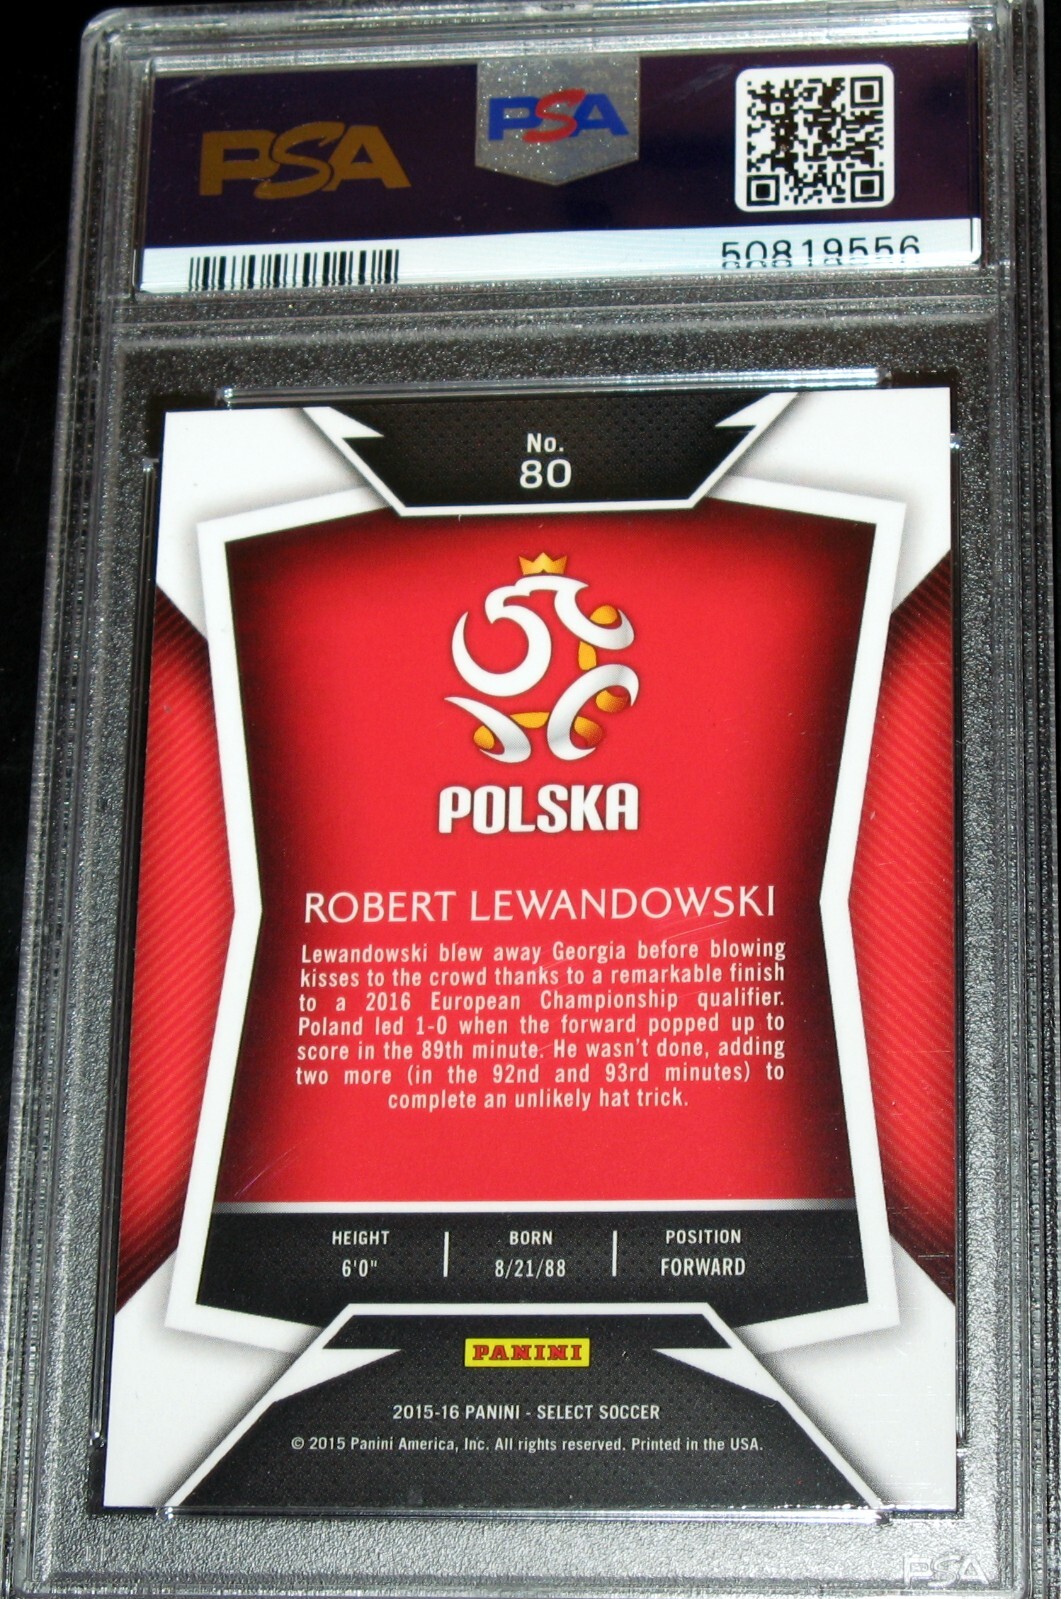 PSA
PSA
50819556
No.
80
POLSKA
ROBERT LEWANDOWSKI
Lewandowski blew away Georgia before blowing
kisses to the crowd thanks to a remarkable finish
to a 2016 European Championship qualifier.
Poland led 1-0 when the forward popped up to
score in the 89th minute. He wasn't done, adding
two more (in the 92nd and 93rd minutes) to
complete an unlikely hat trick.
HEIGHT BORN POSITION
6'0" 8/21/88 FORWARD
PANINI
2015-16 PANINI - SELECT SOCCER
© 2015 Panini America, Inc. All rights reserved. Printed in the USA.
PSA